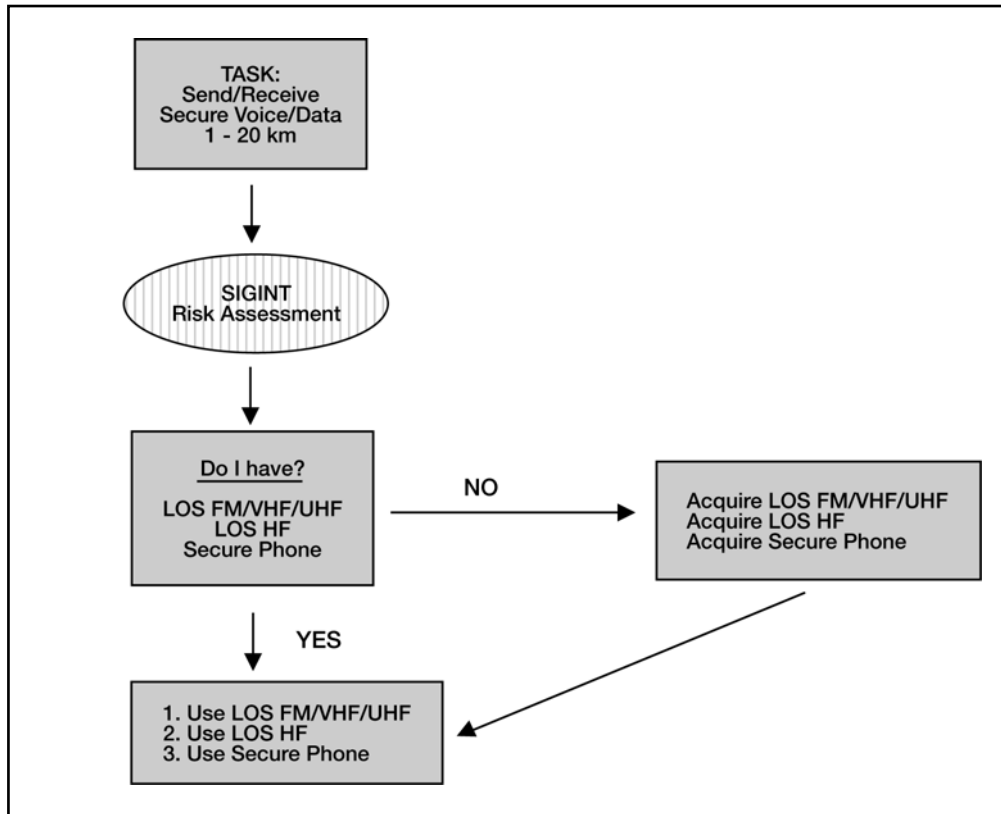 TASK:
Send/Receive
Secure Voice/Data
1 - 20 km
SIGINT
Risk Assessment
Do I have?
LOS FM/VHF/UHF
LOS HF
Secure Phone
NO
Acquire LOS FM/VHF/UHF
Acquire LOS HF
Acquire Secure Phone
YES
1. Use LOS FM/VHF/UHF
2. Use LOS HF
3. Use Secure Phone